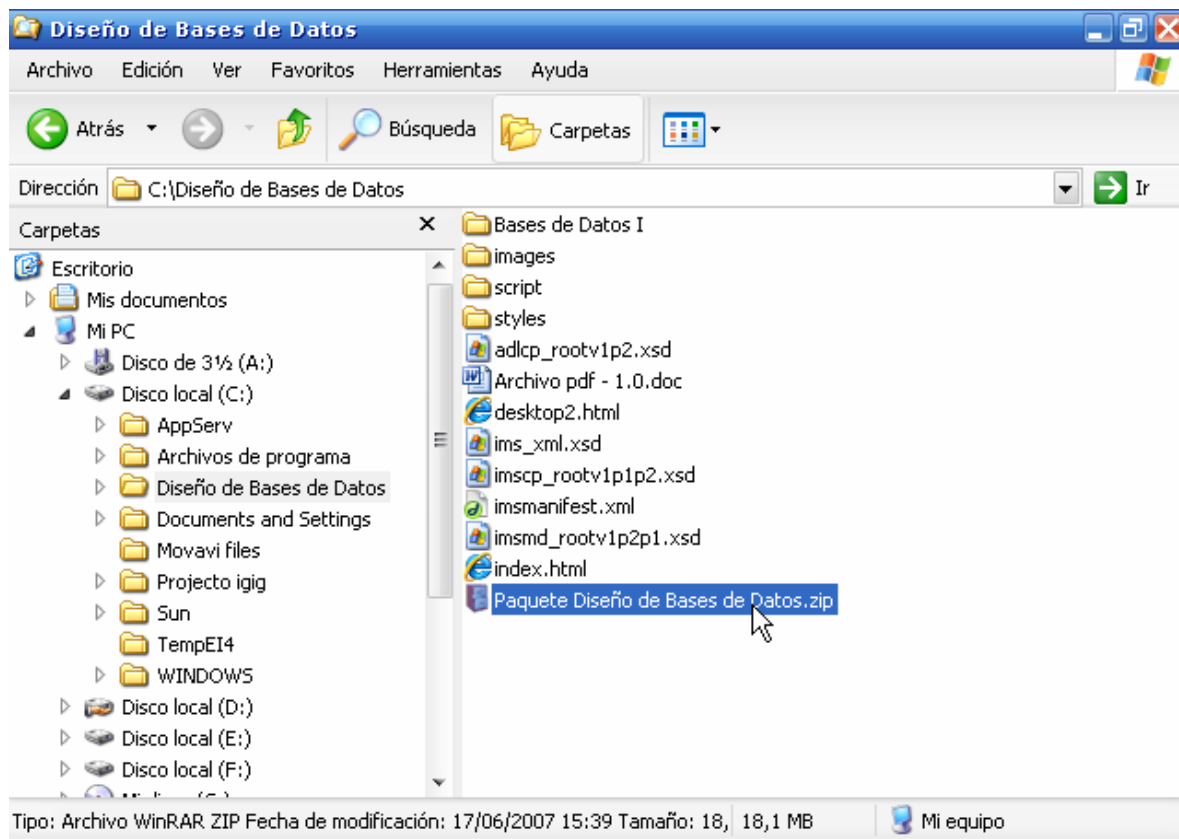 Diseño de Bases de Datos
Archivo Edición Ver Favoritos Herramientas Ayuda
Atrás Búsqueda Carpetas
Dirección C:\Diseño de Bases de Datos Ir
Carpetas
Escritorio
Mis documentos
Mi PC
Disco de 3½ (A:)
Disco local (C:)
AppServ
Archivos de programa
Diseño de Bases de Datos
Documents and Settings
Movavi files
Projecto igig
Sun
TempEI4
WINDOWS
Disco local (D:)
Disco local (E:)
Disco local (F:)
Bases de Datos I
images
script
styles
adlcp_rootv1p2.xsd
Archivo pdf - 1.0.doc
desktop2.html
ims_xml.xsd
imscp_rootv1p1p2.xsd
imsmanifest.xml
imsmd_rootv1p2p1.xsd
index.html
Paquete Diseño de Bases de Datos.zip
Tipo: Archivo WinRAR ZIP Fecha de modificación: 17/06/2007 15:39 Tamaño: 18, 18,1 MB Mi equipo